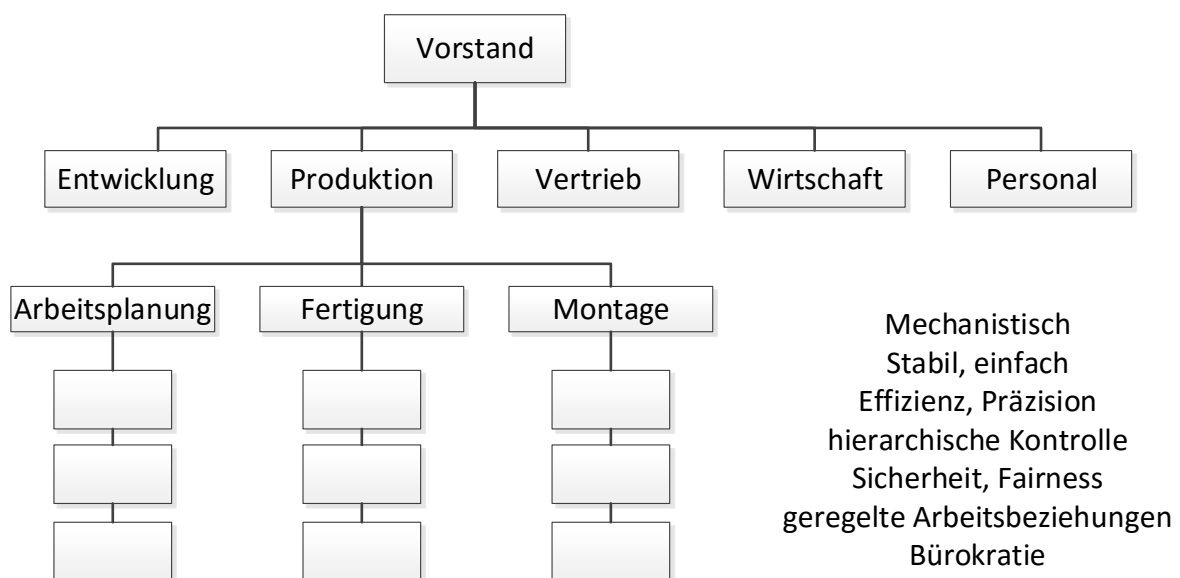 Vorstand
Entwicklung
Produktion
Vertrieb
Wirtschaft
Personal
Arbeitsplanung
Fertigung
Montage
Mechanistisch
Stabil, einfach
Effizienz, Präzision
hierarchische Kontrolle
Sicherheit, Fairness
geregelte Arbeitsbeziehungen
Bürokratie